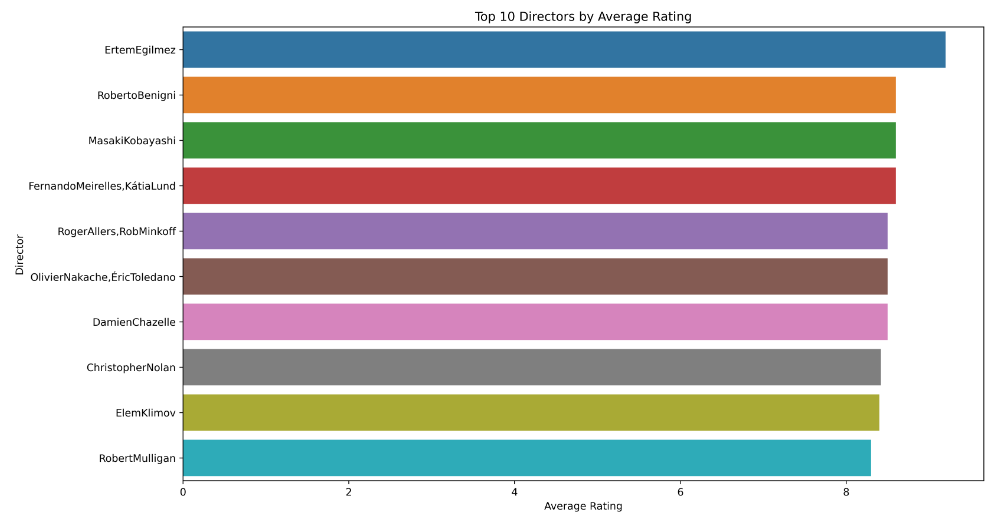 Top 10 Directors by Average Rating
ErtemEgilmez
RobertoBenigni
MasakiKobayashi
FernandoMeirelles,KátiaLund
RogerAllers,RobMinkoff
OlivierNakache,ÉricToledano
DamienChazelle
ChristopherNolan
ElemKlimov
RobertMulligan
Director
0 2 4 6 8
Average Rating